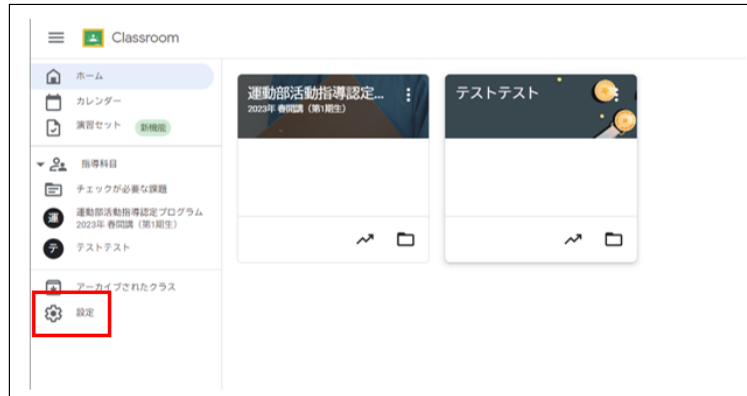 Classroom
ホーム
カレンダー
演習セット 新機能
指導科目
チェックが必要な課題
運 運動部活動指導認定プログラム
2023年 春開講（第1期生）
テ テストテスト
アーカイブされたクラス
設定
運動部活動指導認定...
2023年 春開講（第1期生）
テストテスト